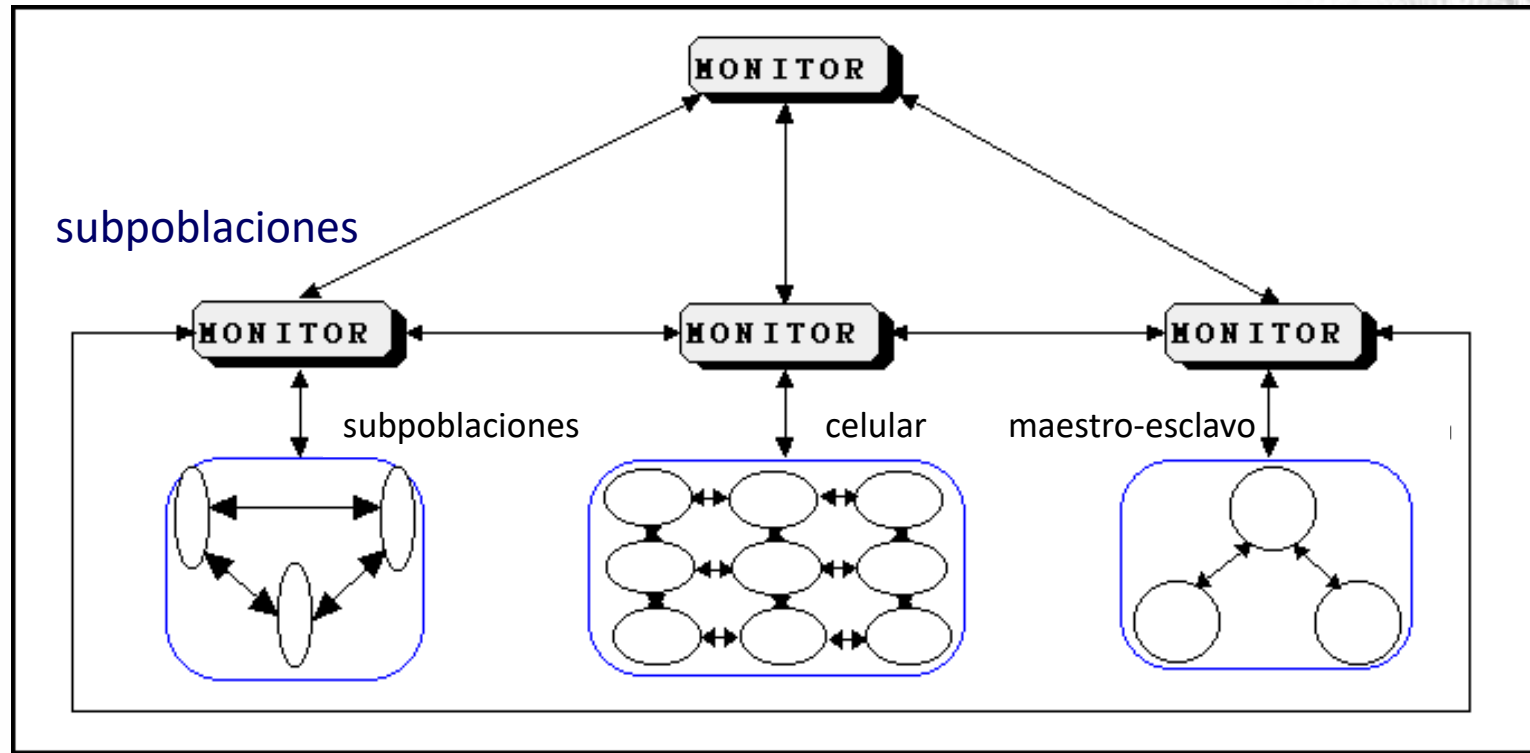 MONITOR
subpoblaciones
MONITOR
MONITOR
MONITOR
subpoblaciones
celular
maestro-esclavo